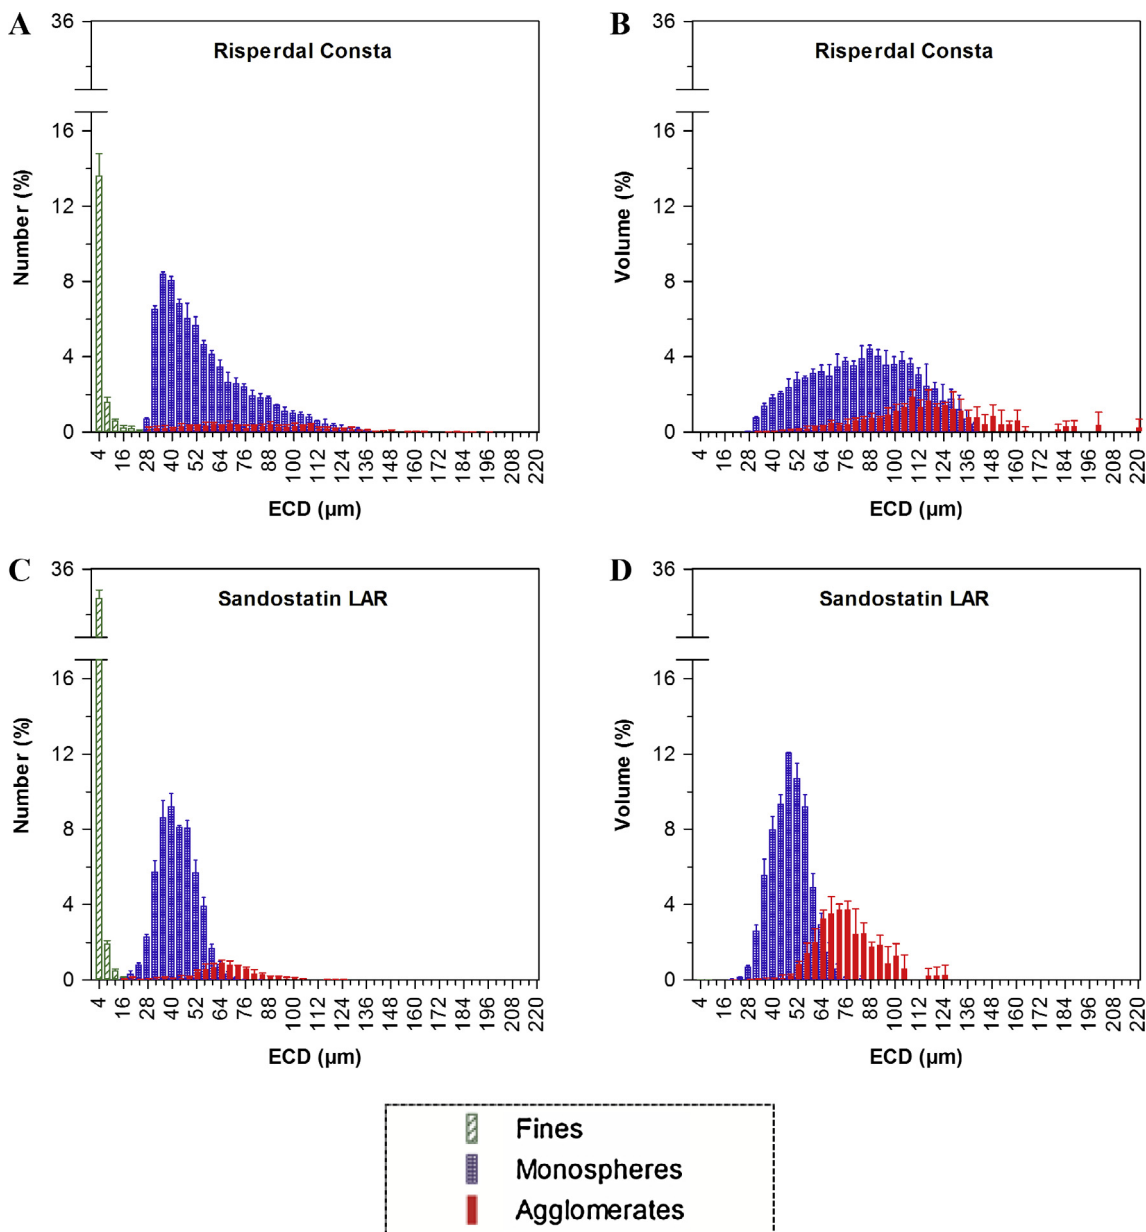 A
Risperdal Consta
36
16
12
8
4
0
Number (%)
4 16 28 40 52 64 76 88 100 112 124 136 148 160 172 184 196 208 220
ECD (µm)
B
Risperdal Consta
36
16
12
8
4
0
Volume (%)
4 16 28 40 52 64 76 88 100 112 124 136 148 160 172 184 196 208 220
ECD (µm)
C
Sandostatin LAR
36
16
12
8
4
0
Number (%)
4 16 28 40 52 64 76 88 100 112 124 136 148 160 172 184 196 208 220
ECD (µm)
D
Sandostatin LAR
36
16
12
8
4
0
Volume (%)
4 16 28 40 52 64 76 88 100 112 124 136 148 160 172 184 196 208 220
ECD (µm)
Fines
Monospheres
Agglomerates